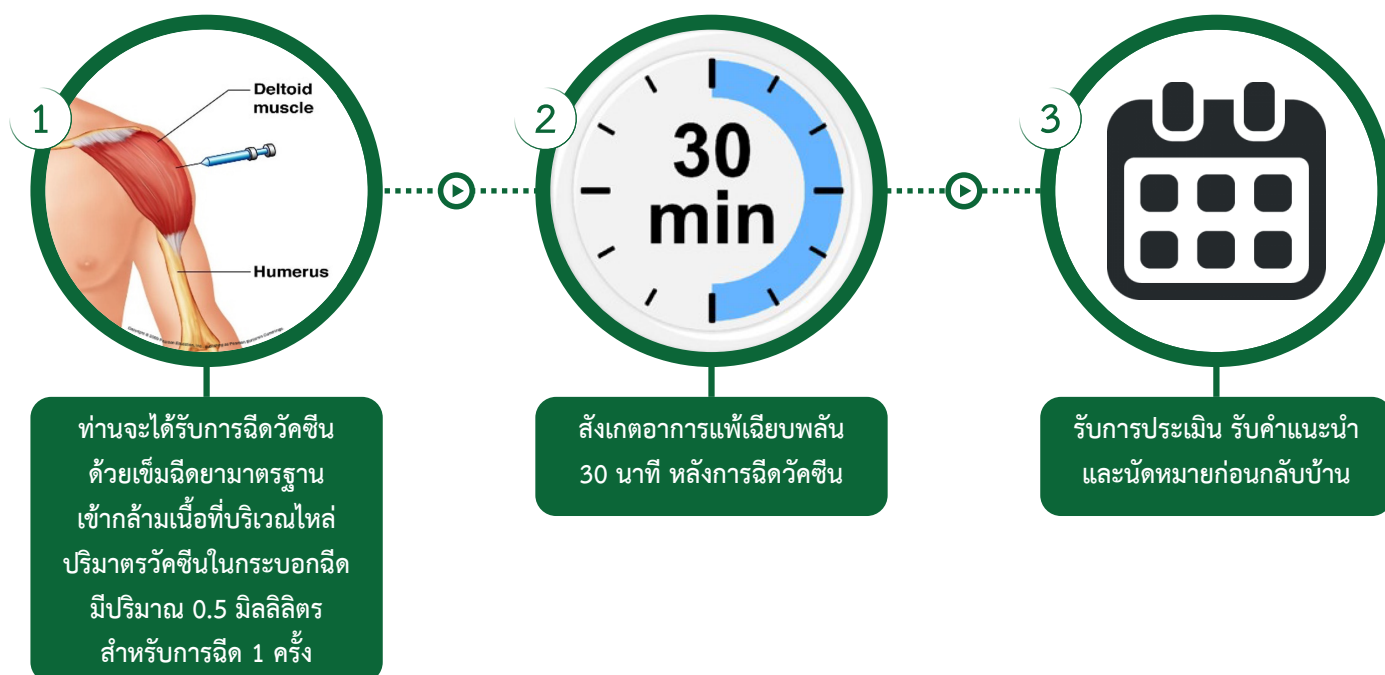 1
Deltoid
muscle
Humerus
ท่านจะได้รับการฉีดวัคซีน
ด้วยเข็มฉีดยามาตรฐาน
เข้ากล้ามเนื้อที่บริเวณไหล่
ปริมาตรวัคซีนในกระบอกฉีด
มีปริมาณ 0.5 มิลลิลิตร
สำหรับการฉีด 1 ครั้ง
2
30
min
สังเกตอาการแพ้เฉียบพลัน
30 นาที หลังการฉีดวัคซีน
3
รับการประเมิน รับคำแนะนำ
และนัดหมายก่อนกลับบ้าน